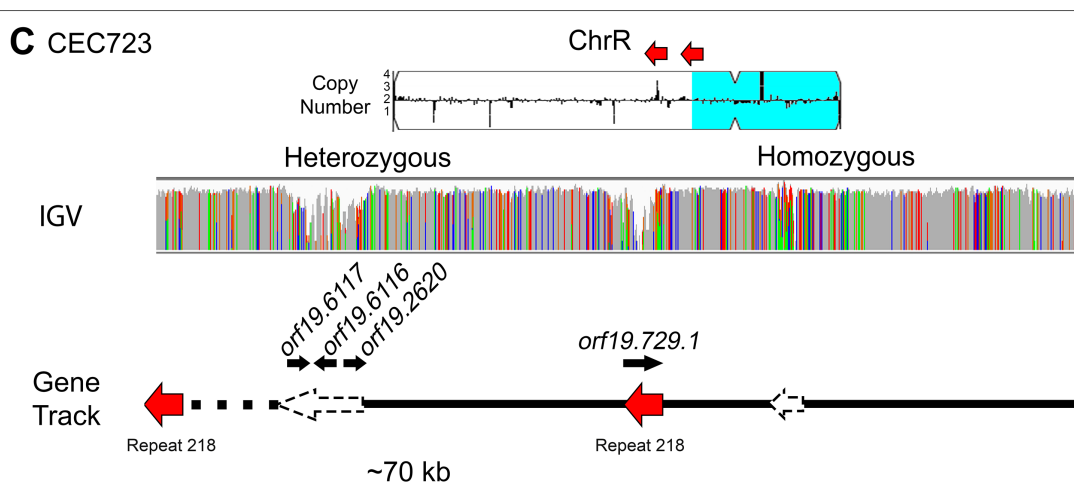 C CEC723
ChrR
Copy
Number
4
3
2
1
Heterozygous
Homozygous
IGV
orf19.6117
orf19.6116
orf19.2620
orf19.729.1
Gene
Track
Repeat 218
Repeat 218
~70 kb